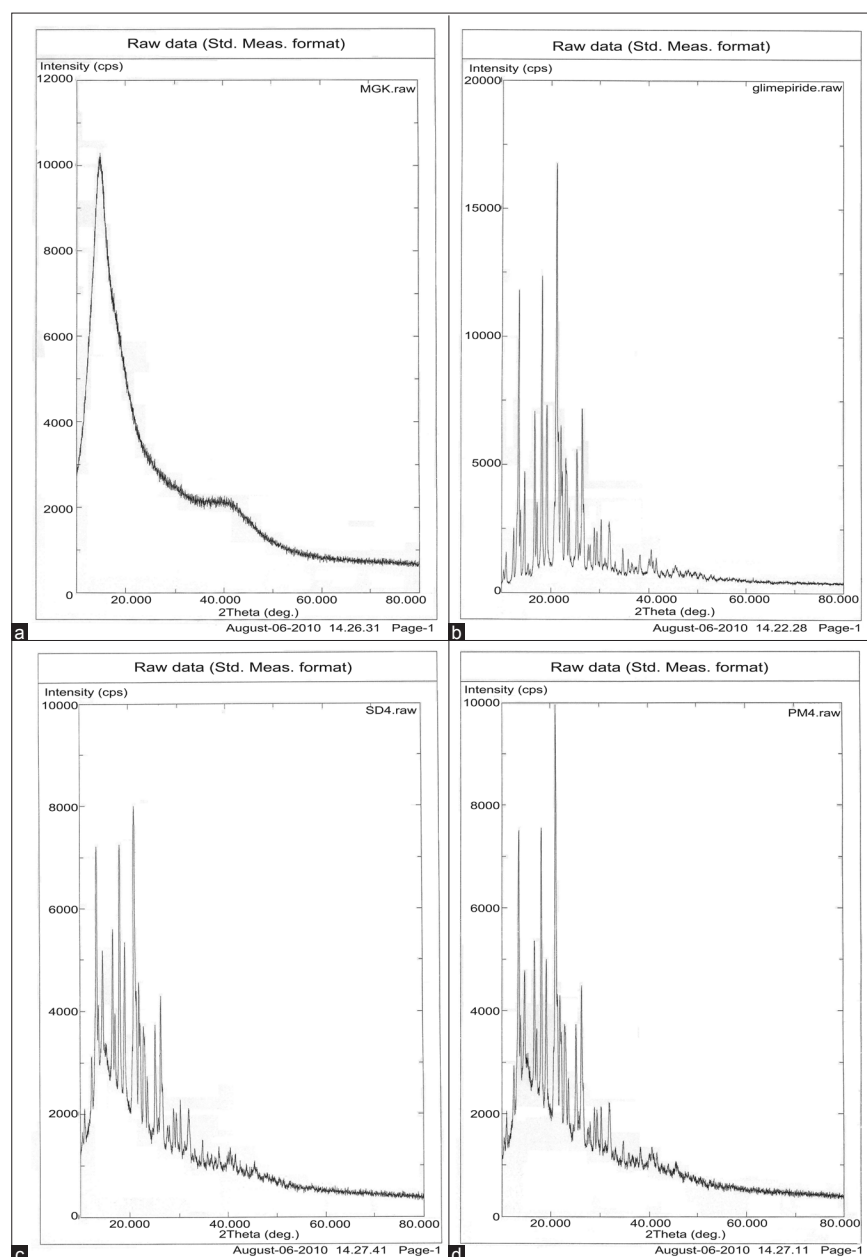 Raw data (Std. Meas. format)
Intensity (cps)
12000
MGK.raw
10000
8000
6000
4000
2000
0
20.000 40.000 60.000 80.000
2Theta (deg.)
August-06-2010 14.26.31 Page-1
a
Raw data (Std. Meas. format)
Intensity (cps)
20000
glimepiride.raw
15000
10000
5000
0
20.000 40.000 60.000 80.000
2Theta (deg.)
August-06-2010 14.22.28 Page-1
b
Raw data (Std. Meas. format)
Intensity (cps)
10000
SD4.raw
8000
6000
4000
2000
0
20.000 40.000 60.000 80.000
2Theta (deg.)
August-06-2010 14.27.41 Page-1
c
Raw data (Std. Meas. format)
Intensity (cps)
10000
PM4.raw
8000
6000
4000
2000
0
20.000 40.000 60.000 80.000
2Theta (deg.)
August-06-2010 14.27.11 Page-1
d